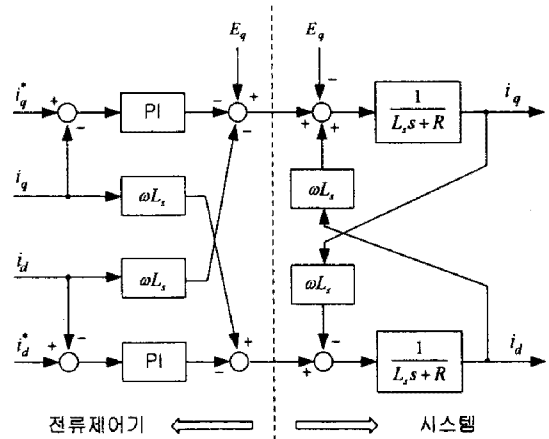 E_q E_q
i_q^* + − PI − + − + − + 1 / (L_s s + R) i_q
+
i_q ωL_s ωL_s
i_d ωL_s ωL_s
i_d^* + − PI − + + − 1 / (L_s s + R) i_d
전류제어기 시스템